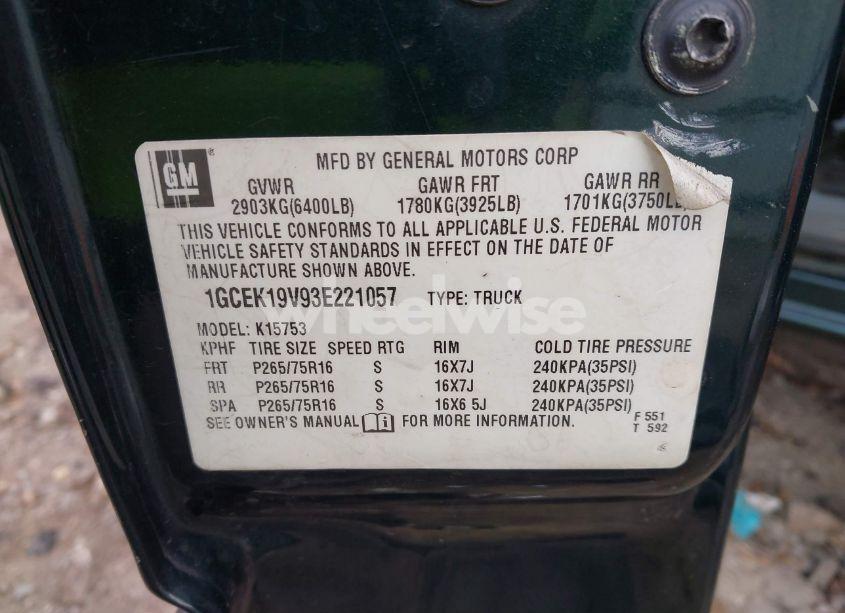 GM ®
MFD BY GENERAL MOTORS CORP
GVWR GAWR FRT GAWR RR
2903KG(6400LB) 1780KG(3925LB) 1701KG(3750L
THIS VEHICLE CONFORMS TO ALL APPLICABLE U.S. FEDERAL MOTOR
VEHICLE SAFETY STANDARDS IN EFFECT ON THE DATE OF
MANUFACTURE SHOWN ABOVE.
1GCEK19V93E221057 TYPE: TRUCK
wheelwise
MODEL: K15753
KPHF TIRE SIZE SPEED RTG RIM COLD TIRE PRESSURE
FRT P265/75R16 S 16X7J 240KPA(35PSI)
RR P265/75R16 S 16X7J 240KPA(35PSI)
SPA P265/75R16 S 16X6 5J 240KPA(35PSI)
SEE OWNER'S MANUAL FOR MORE INFORMATION.
F 551
T 592